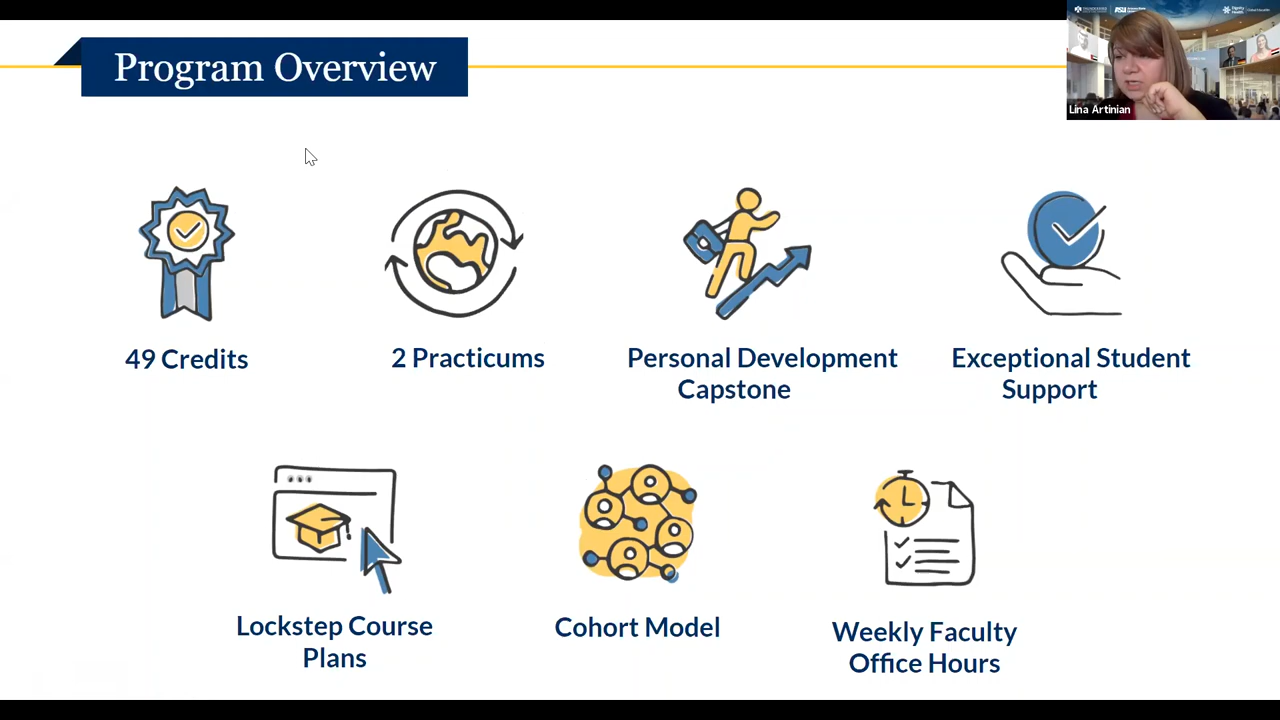 Program Overview
Lina Artinian
49 Credits
2 Practicums
Personal Development
Capstone
Exceptional Student
Support
Lockstep Course
Plans
Cohort Model
Weekly Faculty
Office Hours